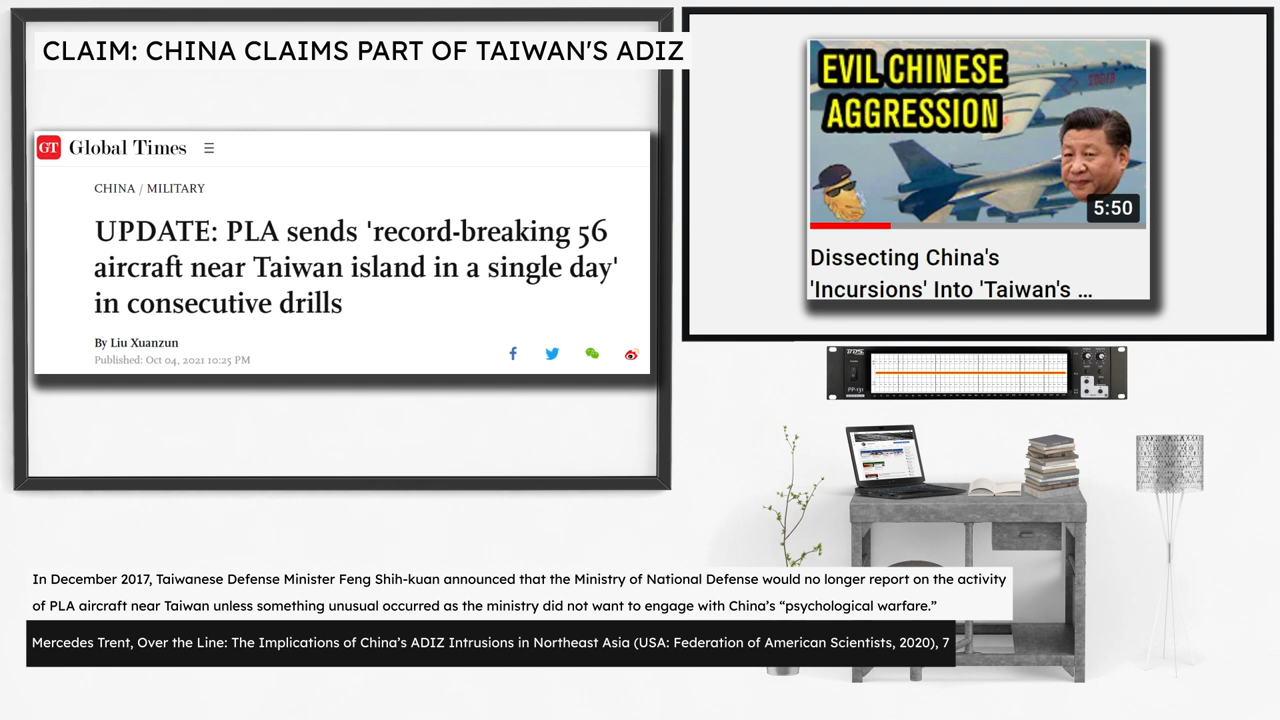 CLAIM: CHINA CLAIMS PART OF TAIWAN'S ADIZ
GT Global Times
CHINA / MILITARY
UPDATE: PLA sends 'record-breaking 56
aircraft near Taiwan island in a single day'
in consecutive drills
By Liu Xuanzun
Published: Oct 04, 2021 10:25 PM
EVIL CHINESE
AGGRESSION
5:50
Dissecting China's
'Incursions' Into 'Taiwan's ...
PP-131
In December 2017, Taiwanese Defense Minister Feng Shih-kuan announced that the Ministry of National Defense would no longer report on the activity
of PLA aircraft near Taiwan unless something unusual occurred as the ministry did not want to engage with China's “psychological warfare.”
Mercedes Trent, Over the Line: The Implications of China's ADIZ Intrusions in Northeast Asia (USA: Federation of American Scientists, 2020), 7